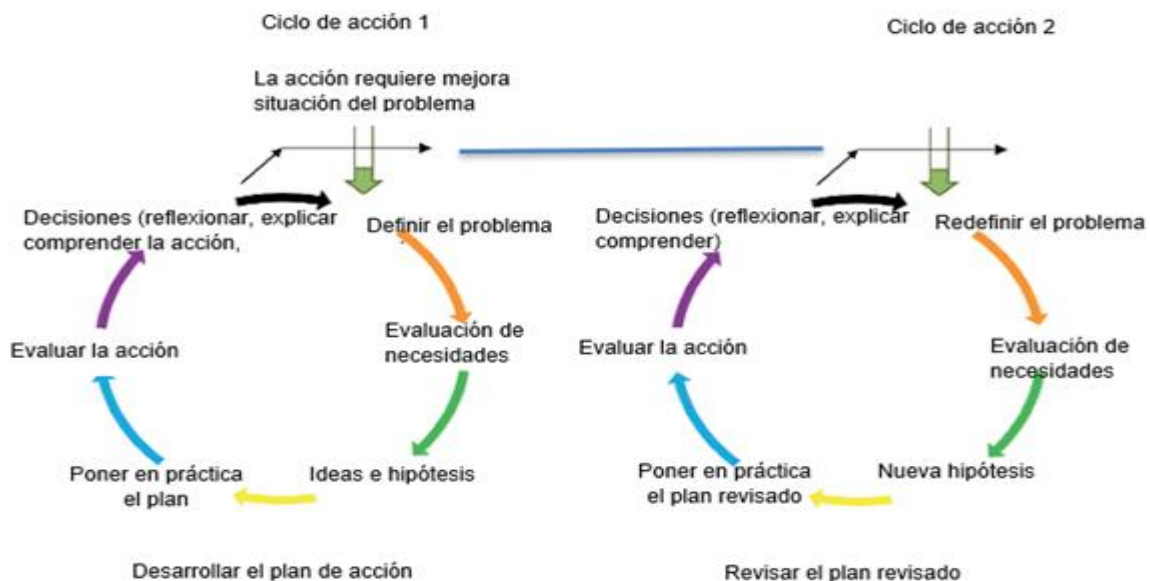 Ciclo de acción 1
La acción requiere mejora
situación del problema
Decisiones (reflexionar, explicar
comprender la acción,
Definir el problema
Evaluación de
necesidades
Ideas e hipótesis
Poner en práctica
el plan
Evaluar la acción
Desarrollar el plan de acción
Ciclo de acción 2
Decisiones (reflexionar, explicar
comprender)
Redefinir el problema
Evaluación de
necesidades
Nueva hipótesis
Poner en práctica
el plan revisado
Evaluar la acción
Revisar el plan revisado